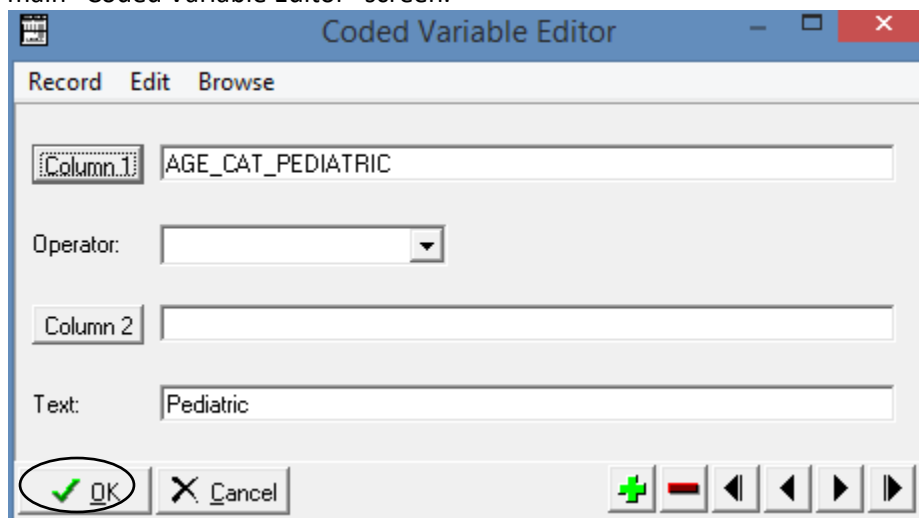 main "Coded Variable Editor" screen.
Coded Variable Editor
Record Edit Browse
Column 1 AGE_CAT_PEDIATRIC
Operator:
Column 2
Text: Pediatric
OK Cancel